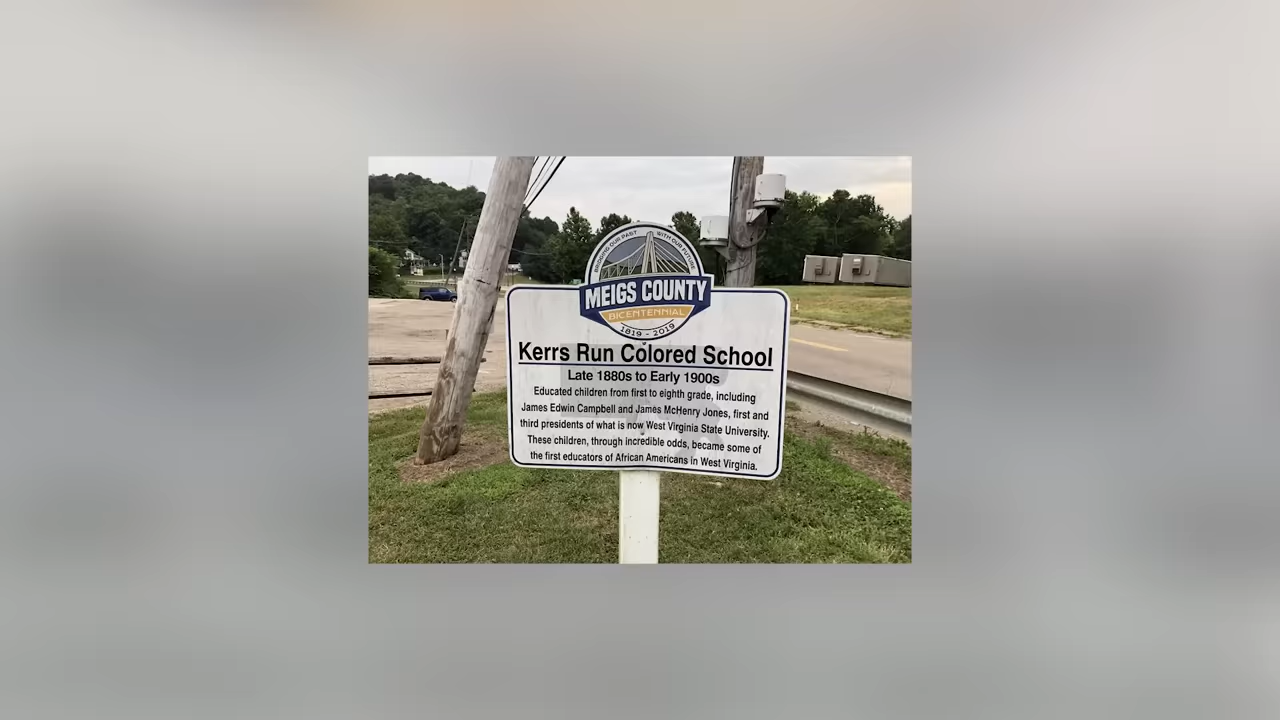 BRIDGING OUR PAST WITH OUR FUTURE
MEIGS COUNTY
BICENTENNIAL
1819 - 2019
Kerrs Run Colored School
Late 1880s to Early 1900s
Educated children from first to eighth grade, including
James Edwin Campbell and James McHenry Jones, first and
third presidents of what is now West Virginia State University.
These children, through incredible odds, became some of
the first educators of African Americans in West Virginia.